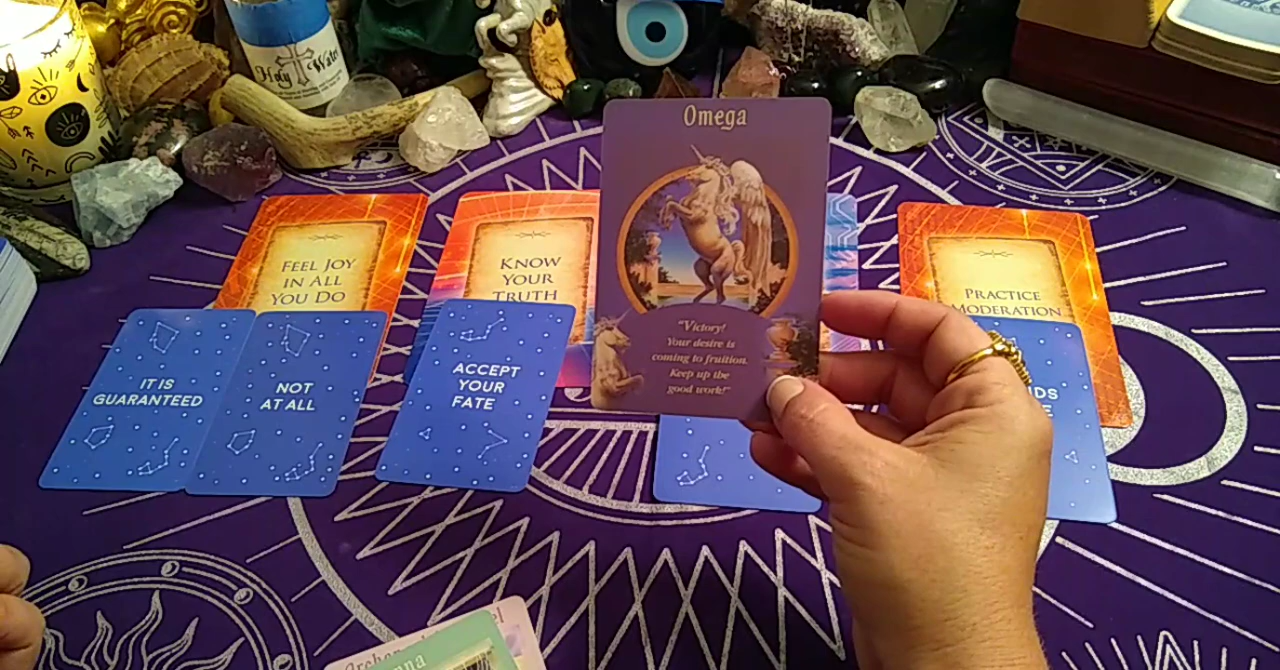 Holy Water
Omega
"Victory!
Your desire is
coming to fruition.
Keep up the
good work!"
FEEL JOY
IN ALL
YOU DO
KNOW
YOUR
TRUTH
PRACTICE
MODERATION
IT IS
GUARANTEED
NOT
AT ALL
ACCEPT
YOUR
FATE